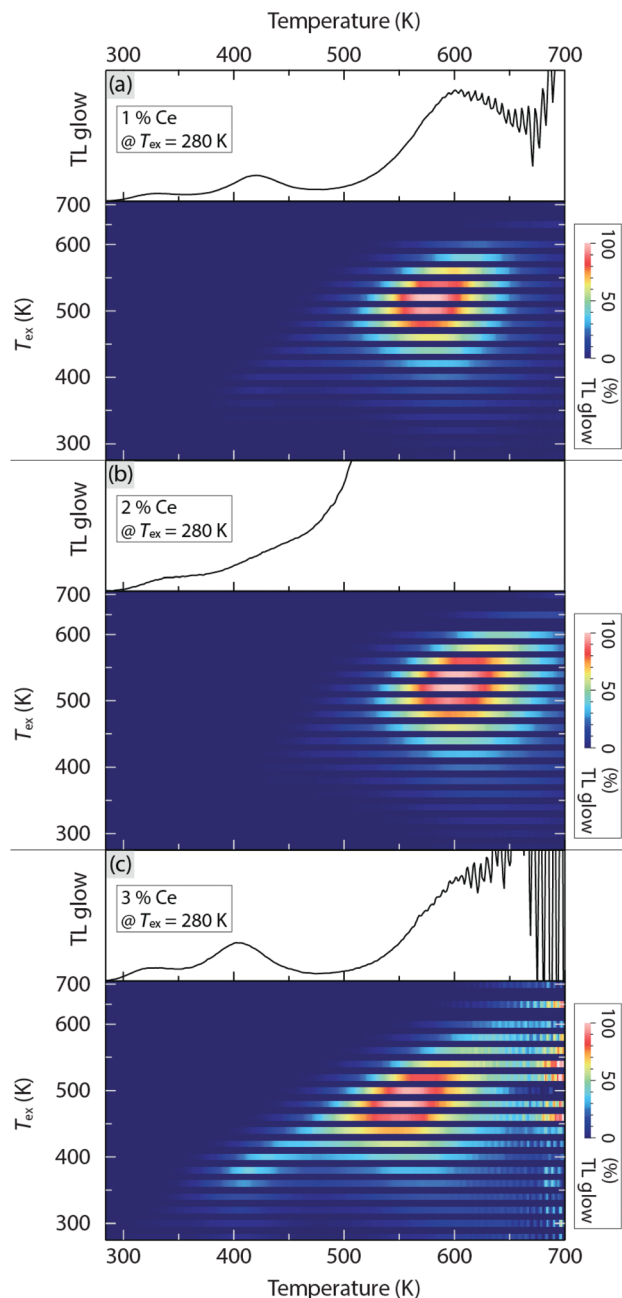 Temperature (K)
300 400 500 600 700
(a)
TL glow
1 % Ce
@ Tex = 280 K
700
600
500
400
300
Tex (K)
100
50
0
(%)
TL glow
(b)
TL glow
2 % Ce
@ Tex = 280 K
700
600
500
400
300
Tex (K)
100
50
0
(%)
TL glow
(c)
TL glow
3 % Ce
@ Tex = 280 K
700
600
500
400
300
Tex (K)
100
50
0
(%)
TL glow
300 400 500 600 700
Temperature (K)